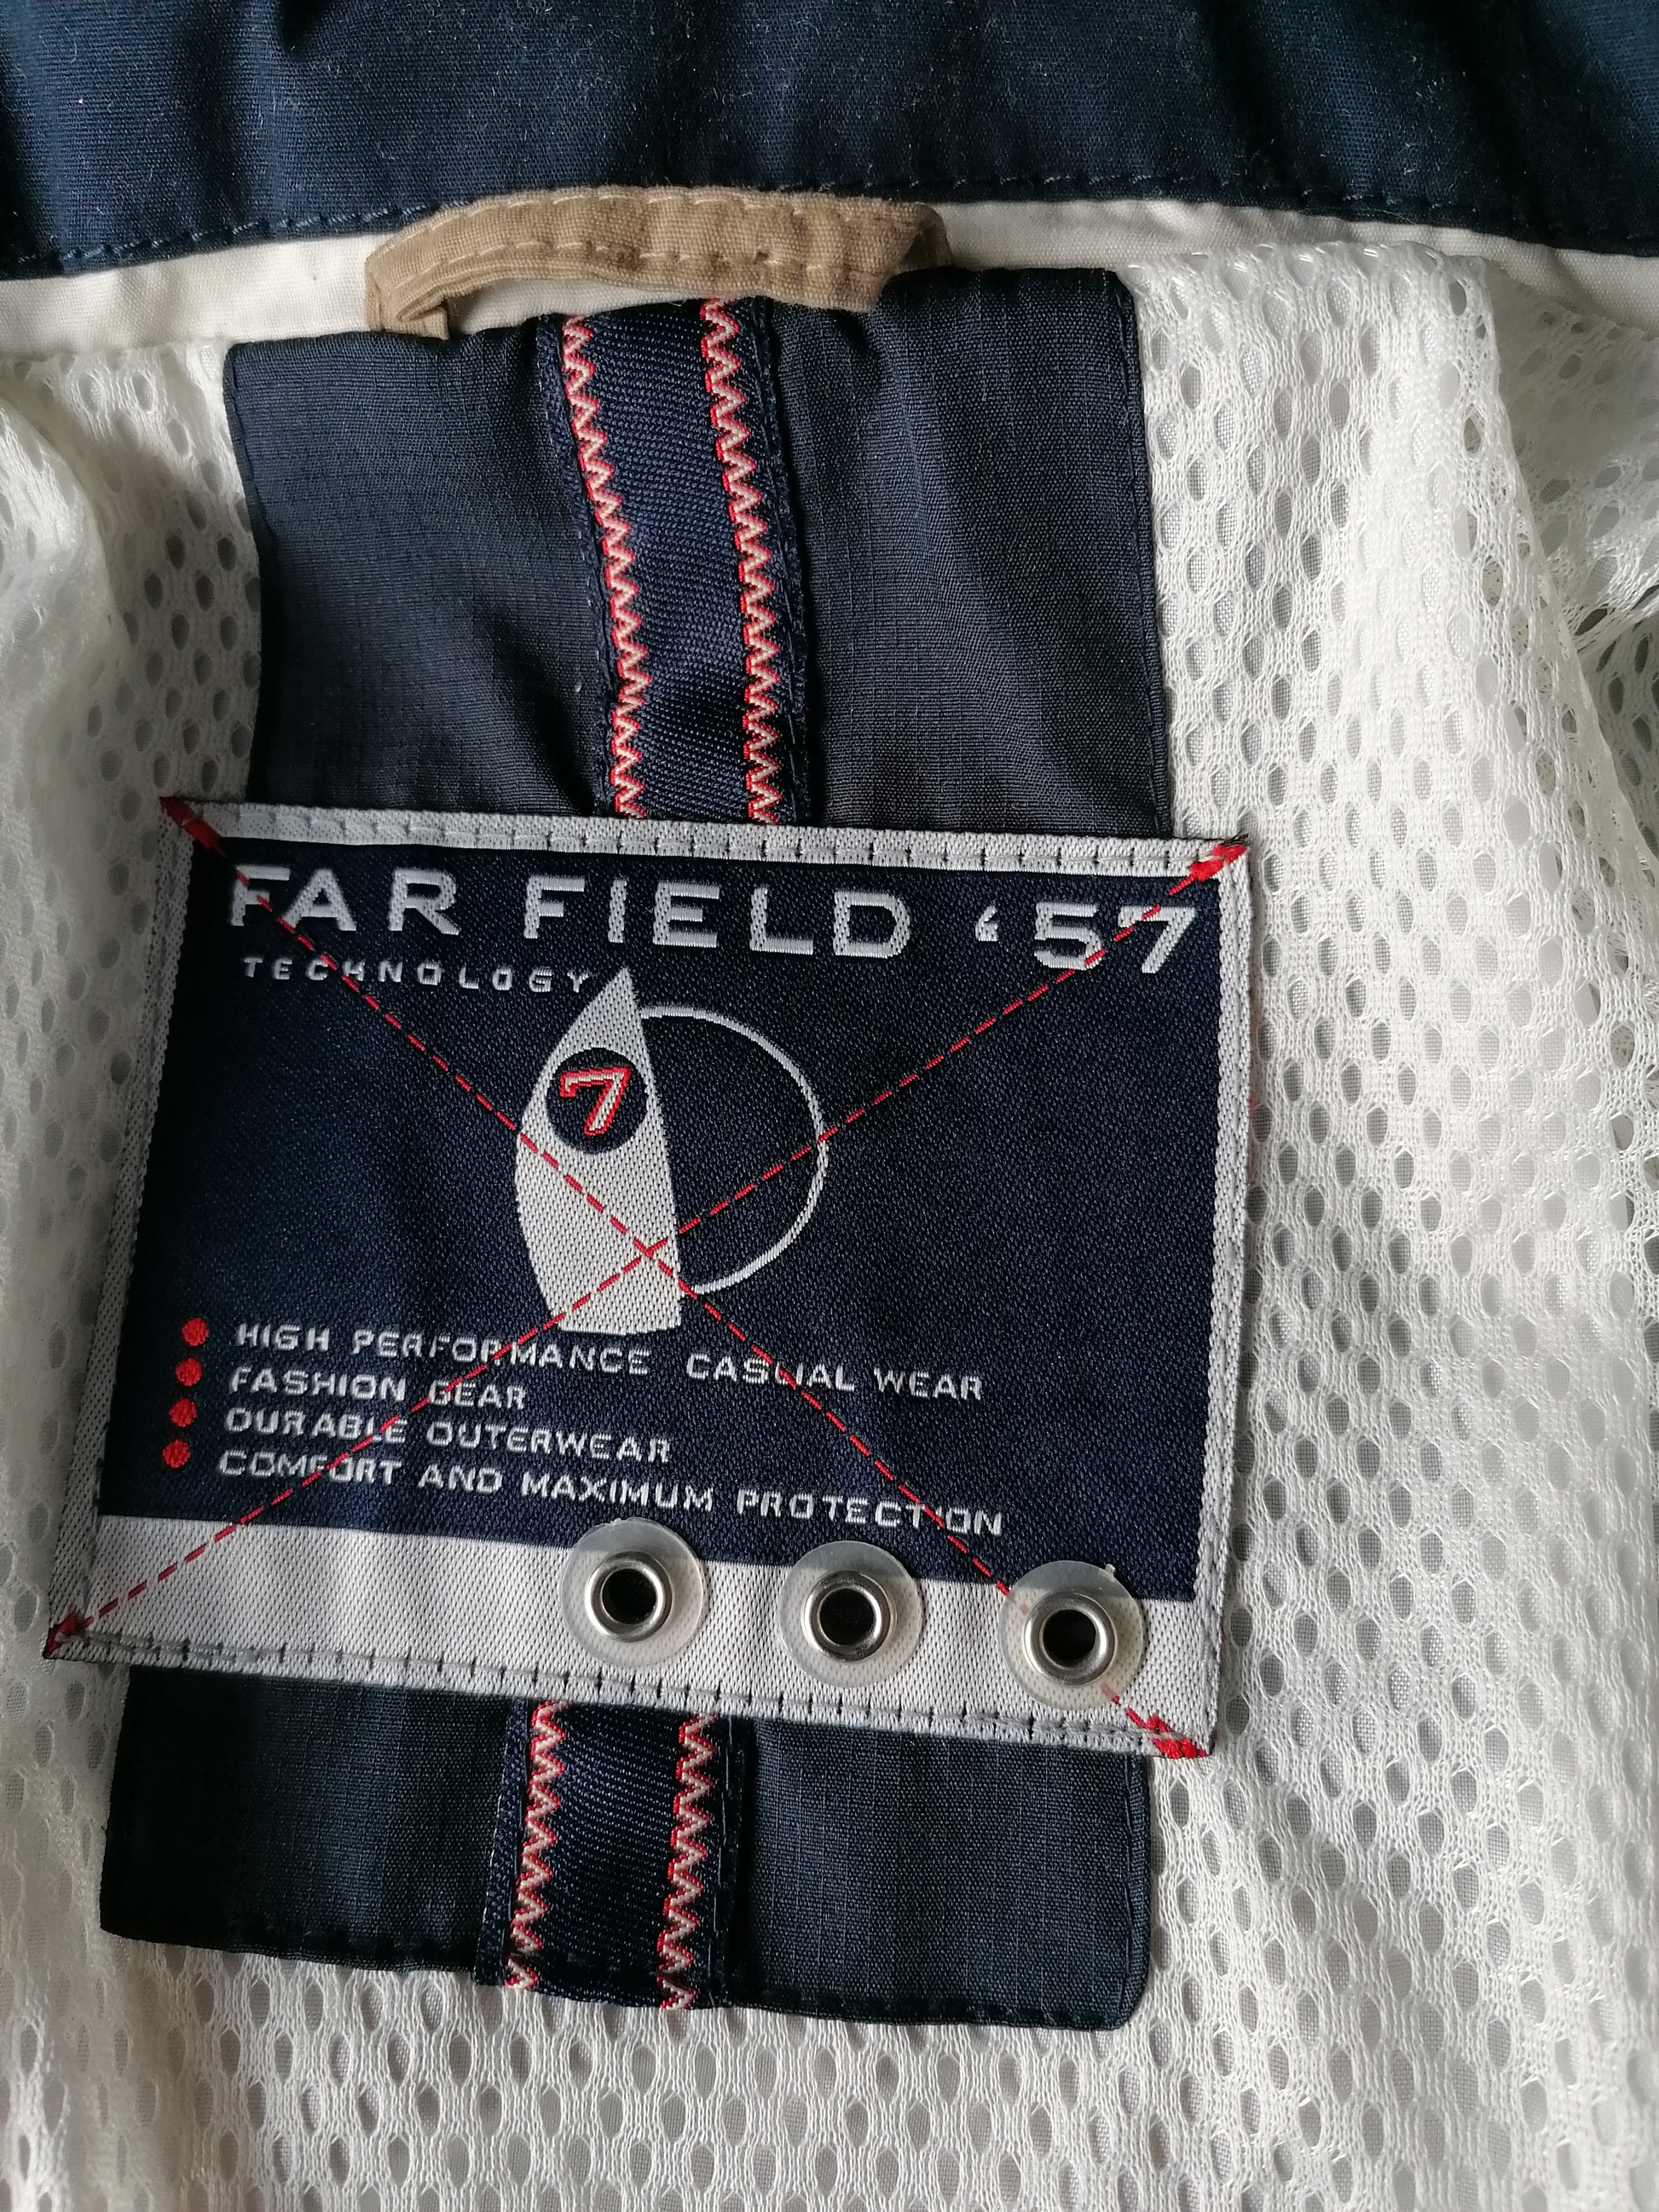 FAR FIELD ‘57
TECHNOLOGY
7
HIGH PERFORMANCE CASUAL WEAR
FASHION GEAR
DURABLE OUTERWEAR
COMFORT AND MAXIMUM PROTECTION